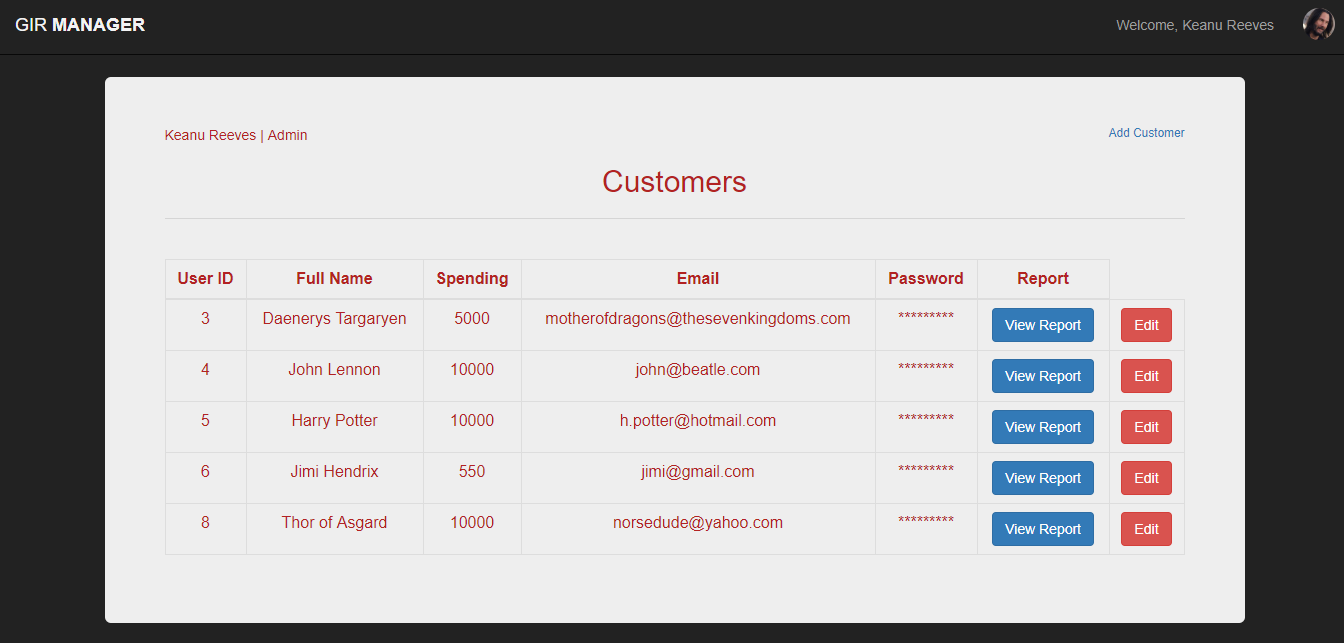 GIR MANAGER Welcome, Keanu Reeves
Keanu Reeves | Admin Add Customer
Customers
User ID Full Name Spending Email Password Report
3 Daenerys Targaryen 5000 motherofdragons@thesevenkingdoms.com ********* View Report Edit
4 John Lennon 10000 john@beatle.com ********* View Report Edit
5 Harry Potter 10000 h.potter@hotmail.com ********* View Report Edit
6 Jimi Hendrix 550 jimi@gmail.com ********* View Report Edit
8 Thor of Asgard 10000 norsedude@yahoo.com ********* View Report Edit